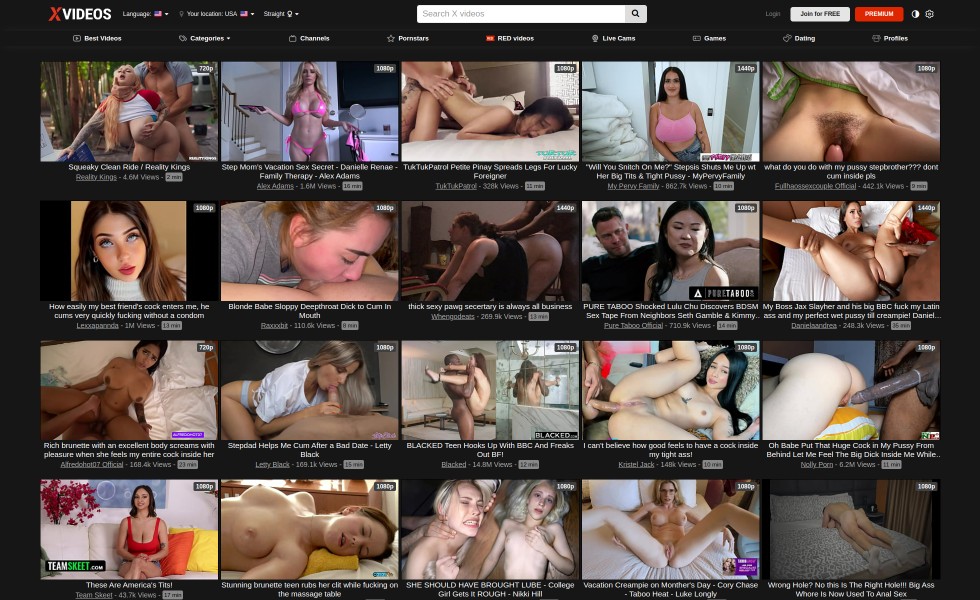 XVIDEOS
Language:
Your location: USA
Straight
Search X videos
Login
Join for FREE
PREMIUM
Best Videos
Categories
Channels
Pornstars
RED videos
Live Cams
Games
Dating
Profiles
720p
REALITYKINGS
Squeaky Clean Ride / Reality Kings
Reality Kings - 4.6M Views - 2 min
1080p
Step Mom's Vacation Sex Secret - Danielle Renae -
Family Therapy - Alex Adams
Alex Adams - 1.6M Views - 16 min
1080p
TukTukPatrol Petite Pinay Spreads Legs For Lucky
Foreigner
TukTukPatrol - 328k Views - 11 min
1440p
"Will You Snitch On Me?" Stepsis Shuts Me Up wt
Her Big Tits & Tight Pussy - MyPervyFamily
My Pervy Family - 862.7k Views - 10 min
1080p
what do you do with my pussy stepbrother??? dont
cum inside pls
Fullhassexcouple Official - 442.1k Views - 8 min
1080p
How easily my best friend's cock enters me, he
cums very quickly fucking without a condom
Lexxapannda - 1M Views - 13 min
1080p
Blonde Babe Sloppy Deepthroat Dick to Cum In
Mouth
Raxxxbit - 110.6k Views - 8 min
1440p
thick sexy pawg secertary is always all business
Whengodeats - 269.9k Views - 13 min
1080p
PURETABOO
PURE TABOO Shocked Lulu Chu Discovers BDSM
Sex Tape From Neighbors Seth Gamble & Kimmy..
Pure Taboo Official - 710.9k Views - 14 min
1440p
My Boss Jax Slayher and his big BBC fuck my Latin
ass and my perfect wet pussy till creampie! Daniel...
Danielaandrea - 248.3k Views - 35 min
720p
ALFREDOHOT07
Rich brunette with an excellent body screams with
pleasure when she feels my entire cock inside her
Alfredohot07 Official - 168.4k Views - 23 min
1080p
Stepdad Helps Me Cum After a Bad Date - Letty
Black
Letty Black - 169.1k Views - 15 min
1080p
BLACKED
BLACKED Teen Hooks Up With BBC And Freaks
Out BF!
Blacked - 14.8M Views - 12 min
1080p
I can't believe how good feels to have a cock inside
my tight ass!
Kristel Jack - 148k Views - 10 min
1080p
Oh Babe Put That Huge Cock in My Pussy From
Behind Let Me Feel The Big Dick Inside Me While..
Nolly Porn - 6.2M Views - 11 min
1080p
TEAMSKEET.COM
These Are America's Tits!
Team Skeet - 43.7k Views - 17 min
1080p
Stunning brunette teen rubs her clit while fucking on
the massage table
1080p
SHE SHOULD HAVE BROUGHT LUBE - College
Girl Gets It ROUGH - Nikki Hill
1080p
Vacation Creampie on Monther's Day - Cory Chase
- Taboo Heat - Luke Longly
1080p
Wrong Hole? No this Is The Right Hole!!! Big Ass
Whore Is Now Used To Anal Sex